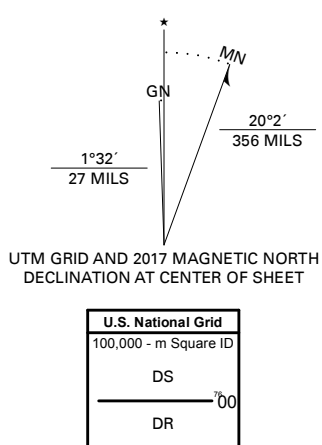 ★
MN
GN
20°2´
356 MILS
1°32´
27 MILS
UTM GRID AND 2017 MAGNETIC NORTH
DECLINATION AT CENTER OF SHEET
U.S. National Grid
100,000 - m Square ID
DS
7600
DR